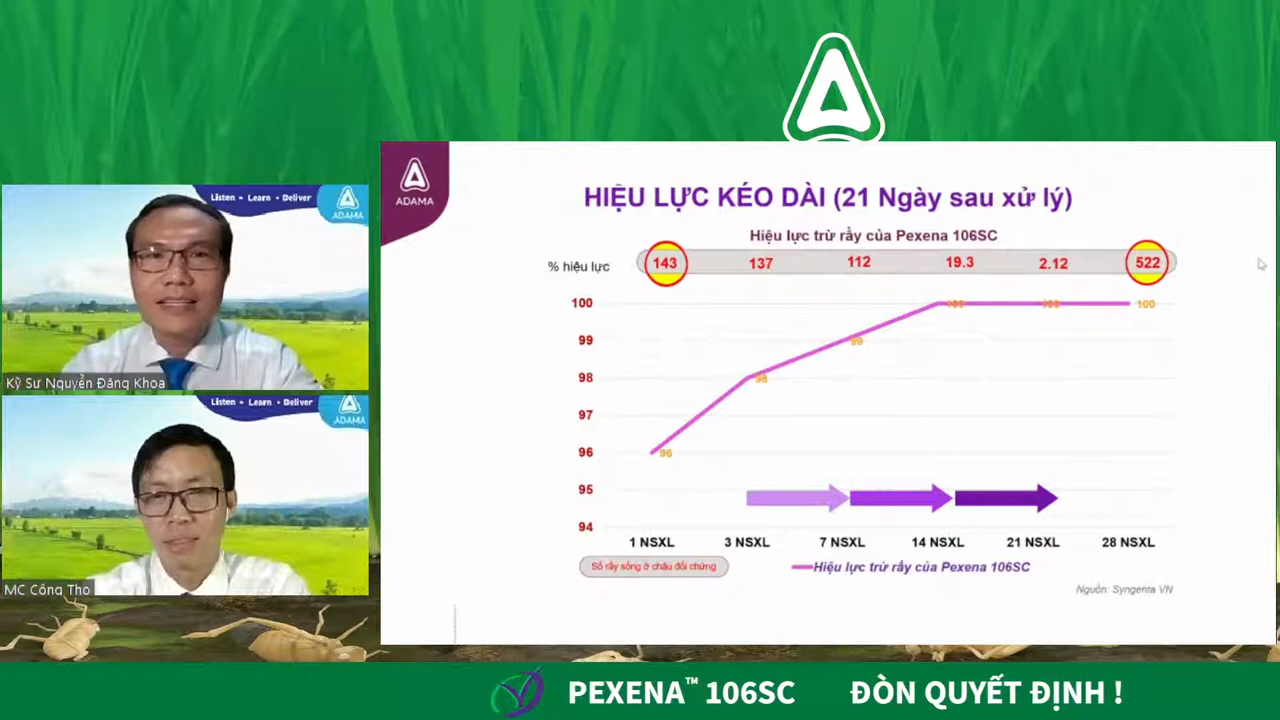 Listen • Learn • Deliver
ADAMA
Kỹ Sư Nguyễn Đăng Khoa
Listen • Learn • Deliver
ADAMA
MC Công Thọ
ADAMA
HIỆU LỰC KÉO DÀI (21 Ngày sau xử lý)
Hiệu lực trừ rầy của Pexena 106SC
% hiệu lực
143 137 112 19.3 2.12 522
100
99
98
97
96
95
94
96 98 99 100 100 100
1 NSXL 3 NSXL 7 NSXL 14 NSXL 21 NSXL 28 NSXL
Số rầy sống ở chậu đối chứng
Hiệu lực trừ rầy của Pexena 106SC
Nguồn: Syngenta VN
PEXENA™ 106SC ĐÒN QUYẾT ĐỊNH !